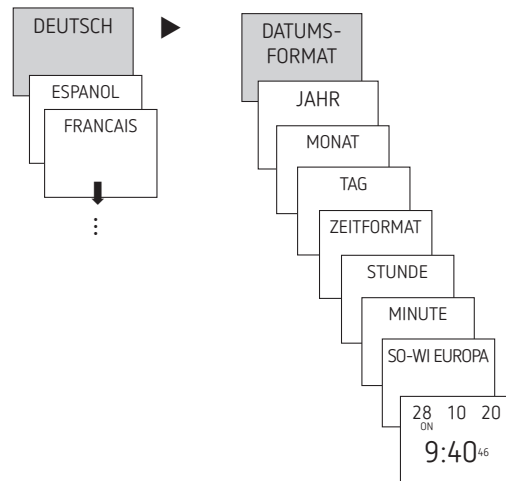 DEUTSCH
ESPANOL
FRANCAIS
DATUMS-
FORMAT
JAHR
MONAT
TAG
ZEITFORMAT
STUNDE
MINUTE
SO-WI EUROPA
28 10 20
ON
9:40 46